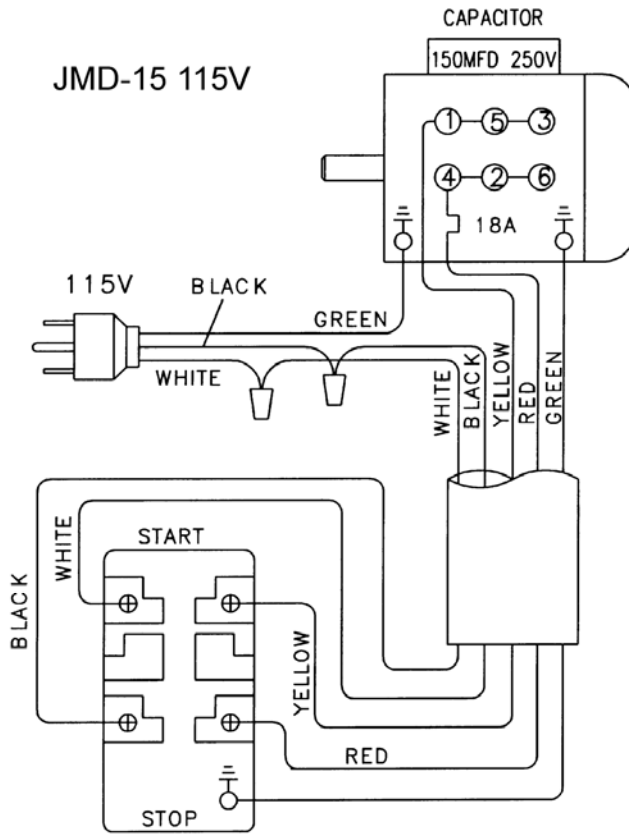 CAPACITOR
150MFD 250V
JMD-15 115V
1 5 3
4 2 6
18A
115V
BLACK
GREEN
WHITE
WHITE
BLACK
YELLOW
RED
GREEN
BLACK
WHITE
START
YELLOW
RED
STOP